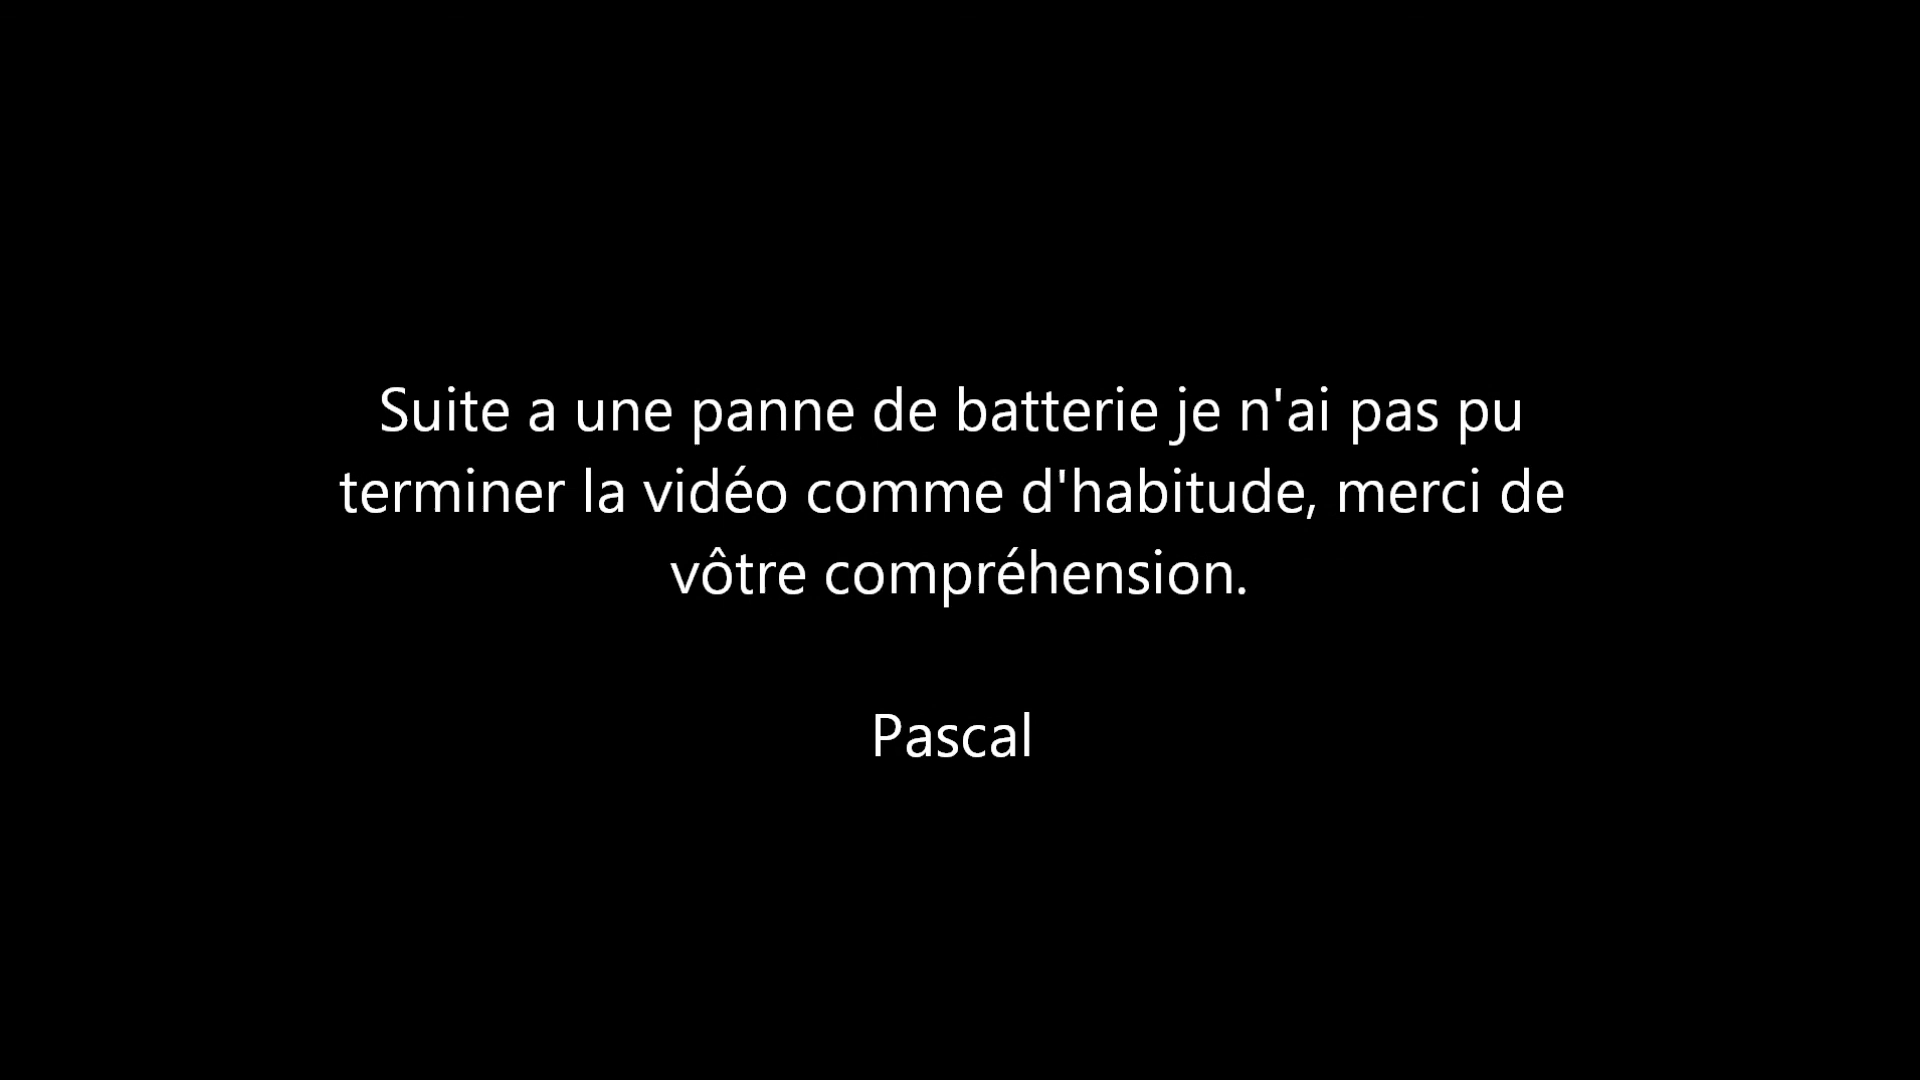 Suite a une panne de batterie je n'ai pas pu
terminer la vidéo comme d'habitude, merci de
vôtre compréhension.
Pascal